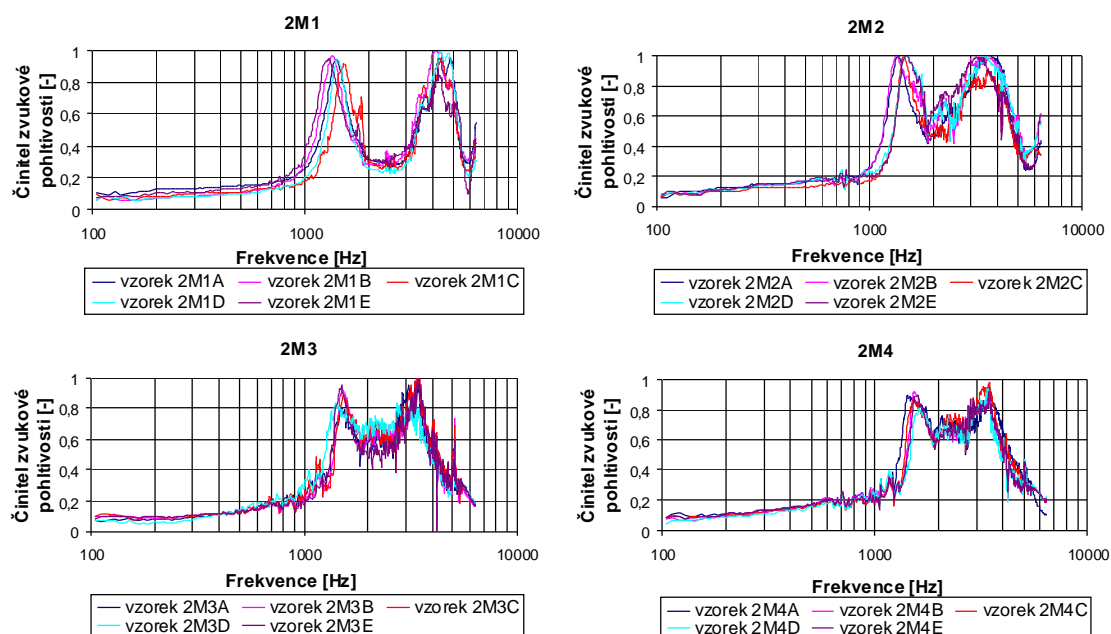 2M1
Činitel zvukové
pohltivosti [-]
1
0,8
0,6
0,4
0,2
0
100
1000
10000
Frekvence [Hz]
vzorek 2M1A
vzorek 2M1B
vzorek 2M1C
vzorek 2M1D
vzorek 2M1E
2M2
Činitel zvukové
pohltivosti [-]
1
0,8
0,6
0,4
0,2
0
100
1000
10000
Frekvence [Hz]
vzorek 2M2A
vzorek 2M2B
vzorek 2M2C
vzorek 2M2D
vzorek 2M2E
2M3
Činitel zvukové
pohltivosti [-]
1
0,8
0,6
0,4
0,2
0
100
1000
10000
Frekvence [Hz]
vzorek 2M3A
vzorek 2M3B
vzorek 2M3C
vzorek 2M3D
vzorek 2M3E
2M4
Činitel zvukové
pohltivosti [-]
1
0,8
0,6
0,4
0,2
0
100
1000
10000
Frekvence [Hz]
vzorek 2M4A
vzorek 2M4B
vzorek 2M4C
vzorek 2M4D
vzorek 2M4E